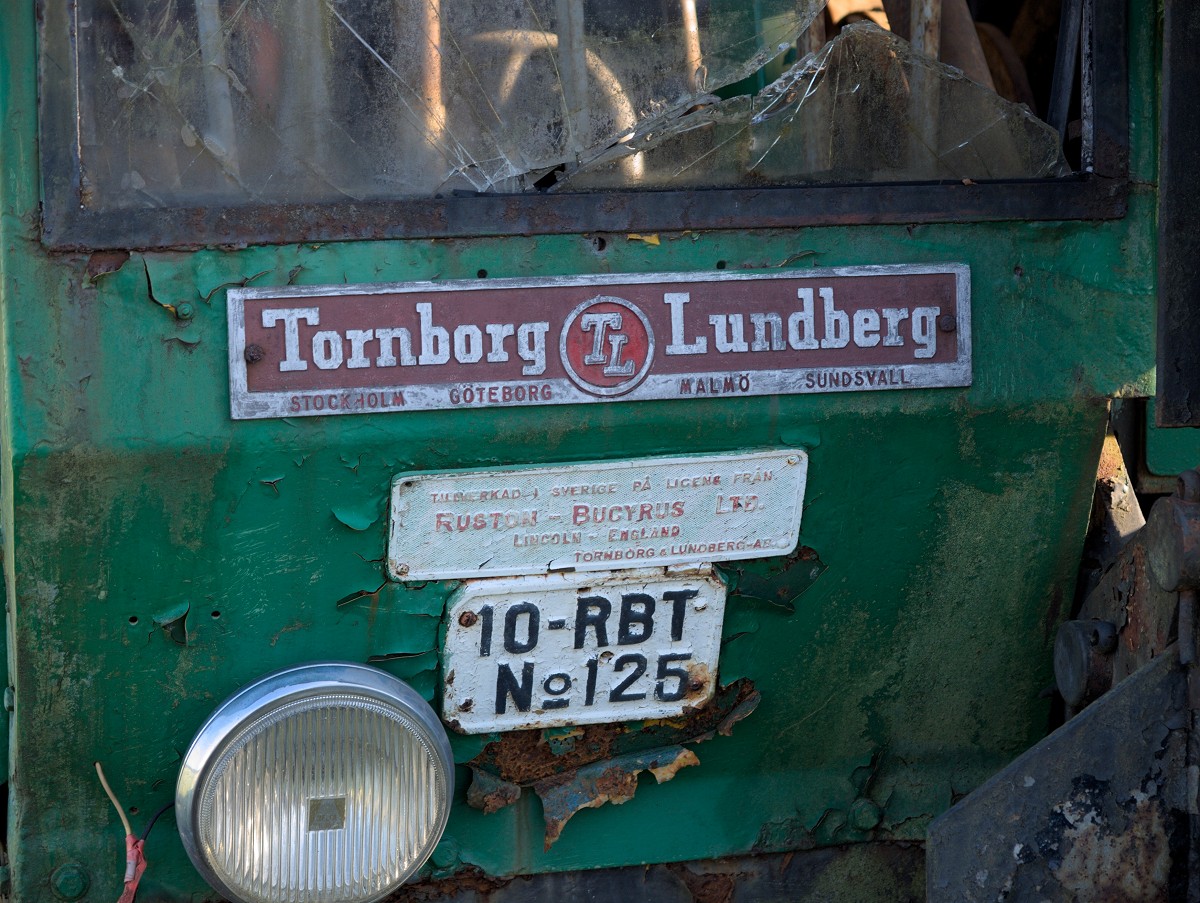 Tornborg TL Lundberg
STOCKHOLM GÖTEBORG MALMÖ SUNDSVALL
TILLVERKAD I SVERIGE PÅ LICENS FRÅN
RUSTON - BUCYRUS LTD.
LINCOLN - ENGLAND
TORNBORG & LUNDBERG-AB.
10-RBT
No 125